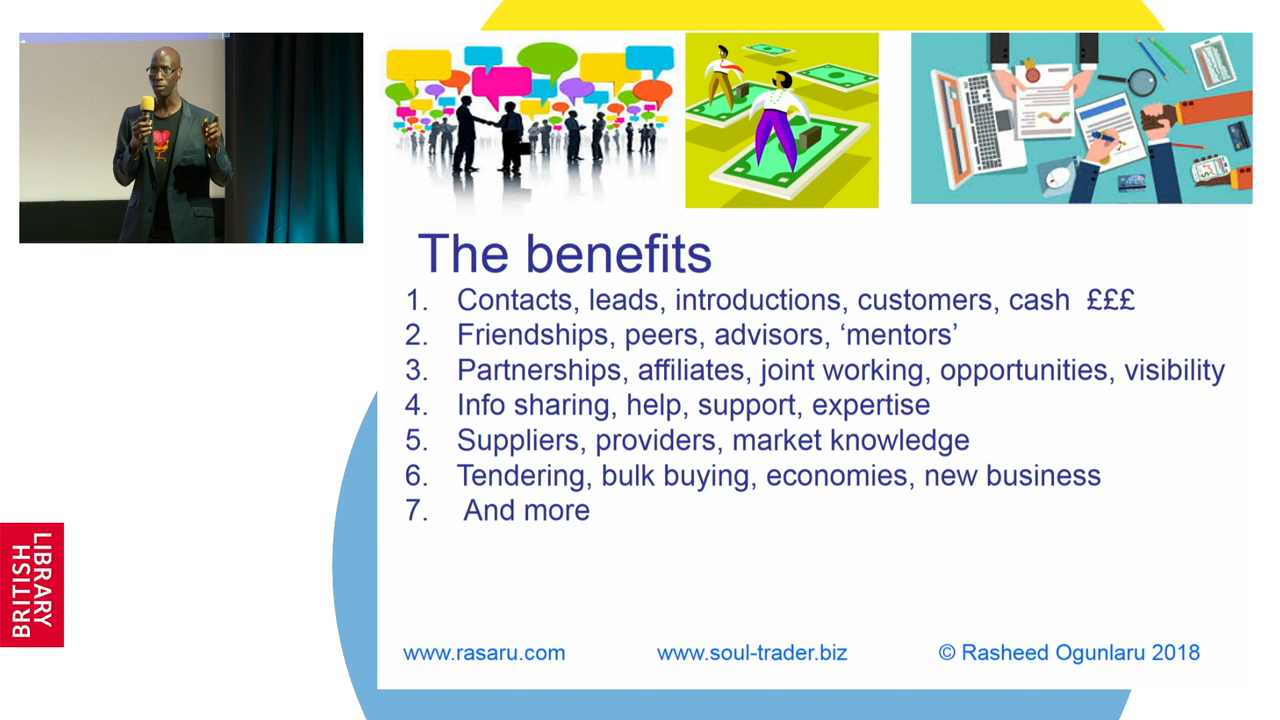 The benefits
1. Contacts, leads, introductions, customers, cash £££
2. Friendships, peers, advisors, ‘mentors’
3. Partnerships, affiliates, joint working, opportunities, visibility
4. Info sharing, help, support, expertise
5. Suppliers, providers, market knowledge
6. Tendering, bulk buying, economies, new business
7. And more
www.rasaru.com www.soul-trader.biz © Rasheed Ogunlaru 2018
BRITISH
LIBRARY